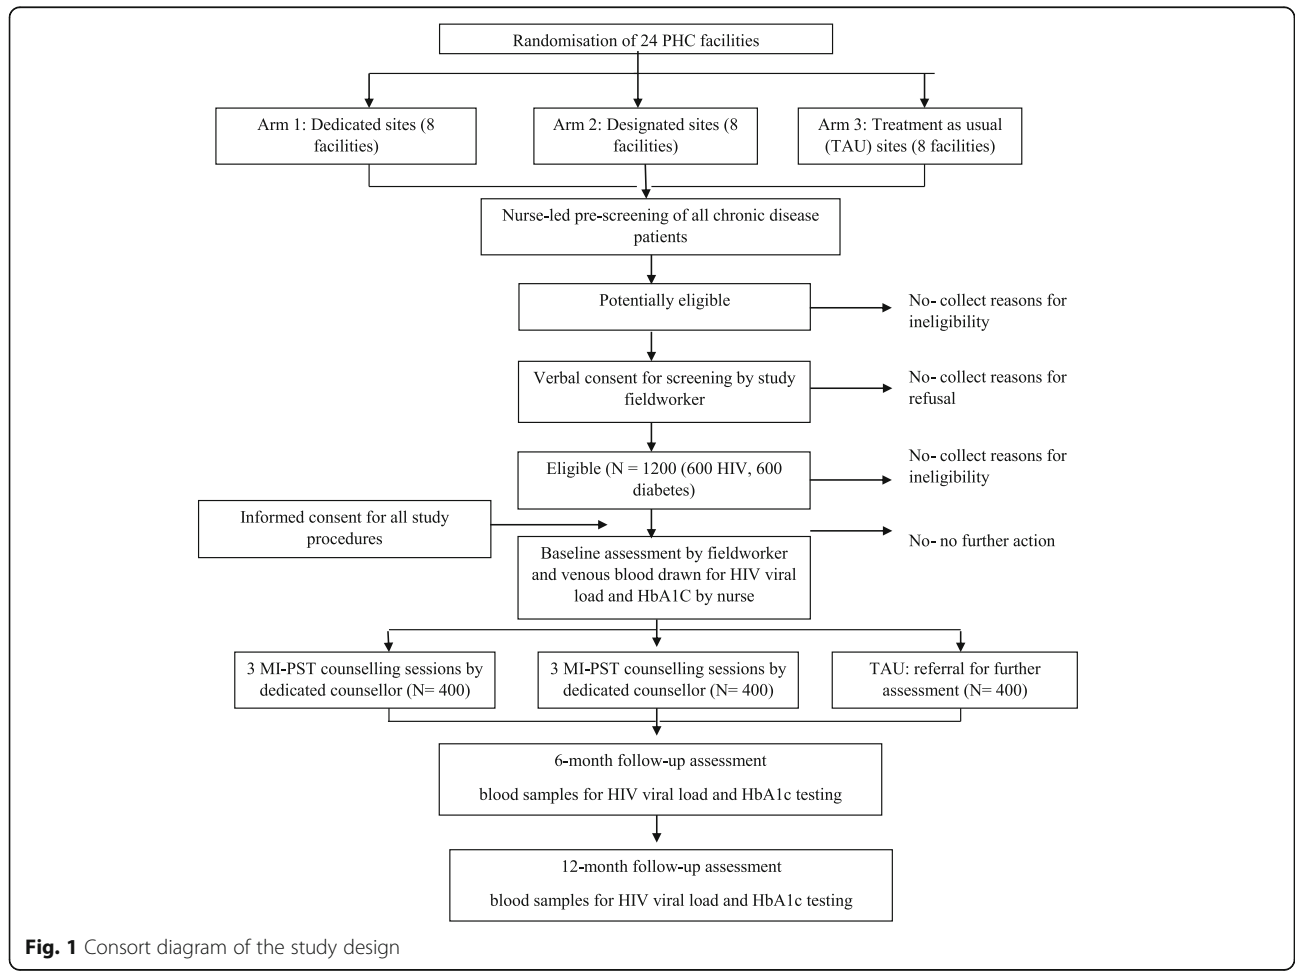 Randomisation of 24 PHC facilities
Arm 1: Dedicated sites (8
facilities)
Arm 2: Designated sites (8
facilities)
Arm 3: Treatment as usual
(TAU) sites (8 facilities)
Nurse-led pre-screening of all chronic disease
patients
Potentially eligible
No- collect reasons for
ineligibility
Verbal consent for screening by study
fieldworker
No- collect reasons for
refusal
Eligible (N = 1200 (600 HIV, 600
diabetes)
No- collect reasons for
ineligibility
Informed consent for all study
procedures
No- no further action
Baseline assessment by fieldworker
and venous blood drawn for HIV viral
load and HbA1C by nurse
3 MI-PST counselling sessions by
dedicated counsellor (N= 400)
3 MI-PST counselling sessions by
dedicated counsellor (N= 400)
TAU: referral for further
assessment (N= 400)
6-month follow-up assessment
blood samples for HIV viral load and HbA1c testing
12-month follow-up assessment
blood samples for HIV viral load and HbA1c testing
Fig. 1 Consort diagram of the study design